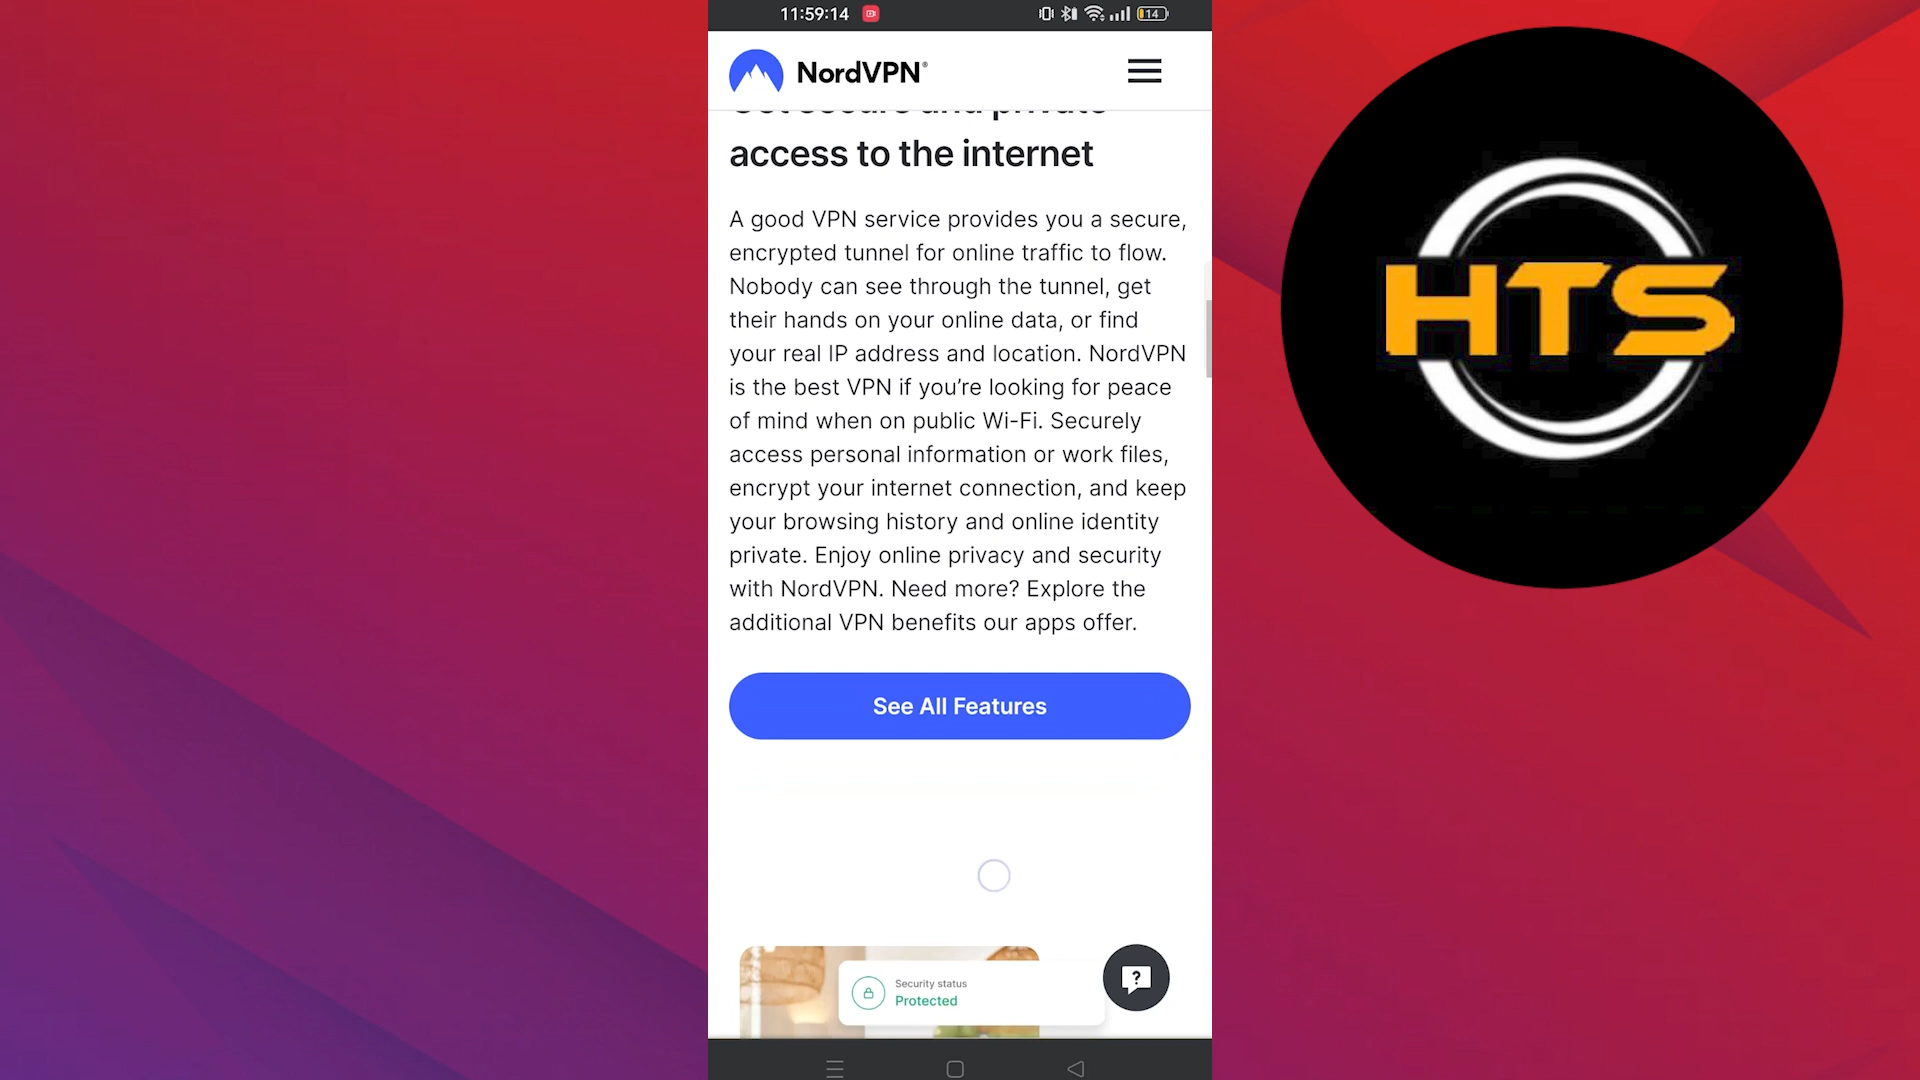 11:59:14
14
NordVPN®
Get secure and private
access to the internet
A good VPN service provides you a secure,
encrypted tunnel for online traffic to flow.
Nobody can see through the tunnel, get
their hands on your online data, or find
your real IP address and location. NordVPN
is the best VPN if you’re looking for peace
of mind when on public Wi-Fi. Securely
access personal information or work files,
encrypt your internet connection, and keep
your browsing history and online identity
private. Enjoy online privacy and security
with NordVPN. Need more? Explore the
additional VPN benefits our apps offer.
See All Features
Security status
Protected
?
HTS